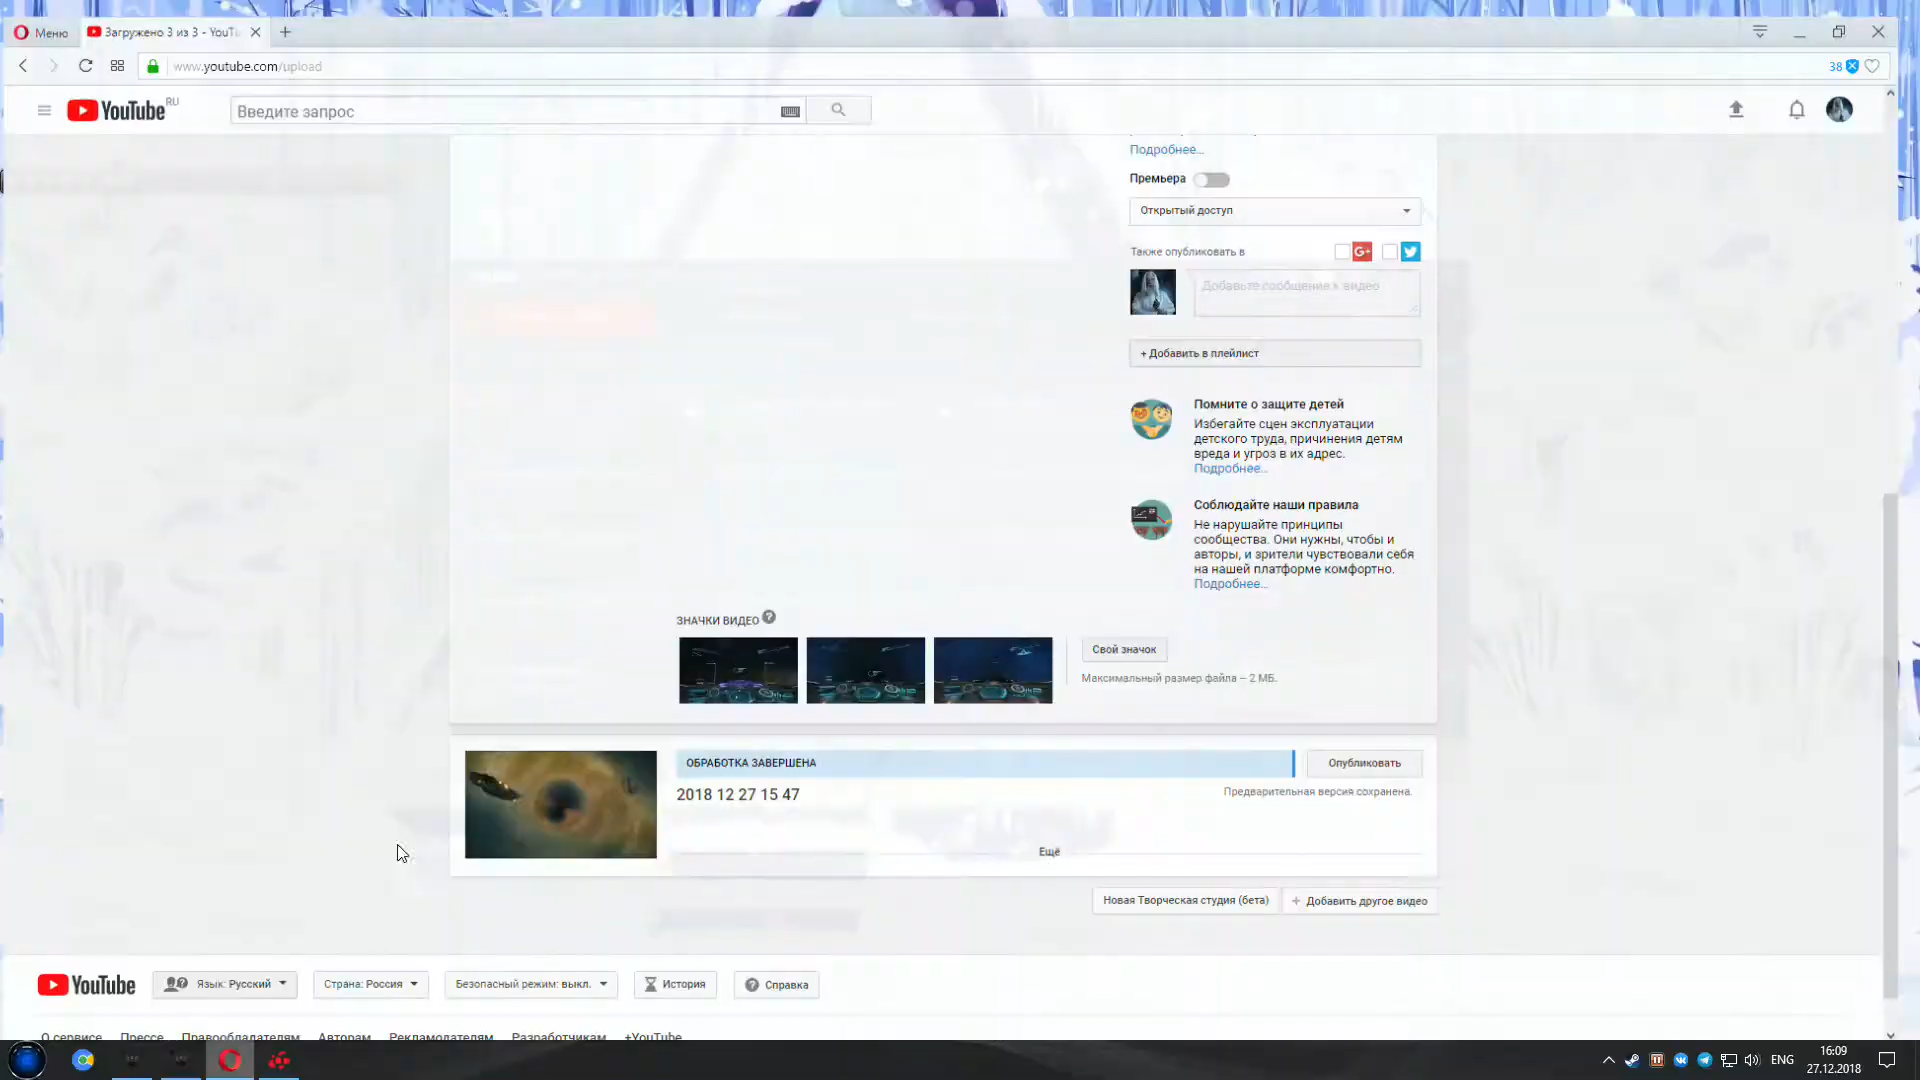 Меню
Загружено 3 из 3 - YouTu
www.youtube.com/upload
38
YouTube RU
Введите запрос
Подробнее...
Премьера
Открытый доступ
Также опубликовать в
G+
Добавьте сообщение к видео
+ Добавить в плейлист
Помните о защите детей
Избегайте сцен эксплуатации
детского труда, причинения детям
вреда и угроз в их адрес.
Подробнее...
Соблюдайте наши правила
Не нарушайте принципы
сообщества. Они нужны, чтобы и
авторы, и зрители чувствовали себя
на нашей платформе комфортно.
Подробнее...
ЗНАЧКИ ВИДЕО ?
Свой значок
Максимальный размер файла – 2 МБ.
ОБРАБОТКА ЗАВЕРШЕНА
Опубликовать
2018 12 27 15 47
Предварительная версия сохранена.
Ещё
Новая Творческая студия (бета)
+ Добавить другое видео
YouTube
Язык: Русский
Страна: Россия
Безопасный режим: выкл.
История
Справка
О сервисе Прессе Правообладателям Авторам Рекламодателям Разработчикам +YouTube
ENG
16:09
27.12.2018